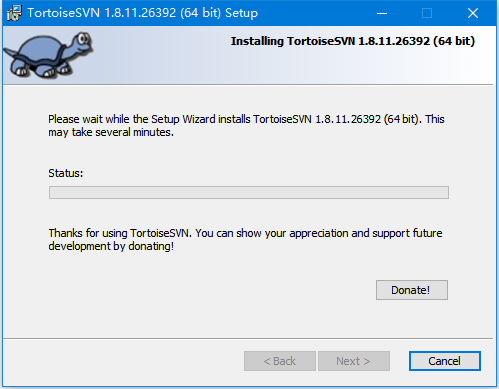 TortoiseSVN 1.8.11.26392 (64 bit) Setup
Installing TortoiseSVN 1.8.11.26392 (64 bit)
Please wait while the Setup Wizard installs TortoiseSVN 1.8.11.26392 (64 bit). This
may take several minutes.
Status:
Thanks for using TortoiseSVN. You can show your appreciation and support future
development by donating!
Donate!
< Back
Next >
Cancel